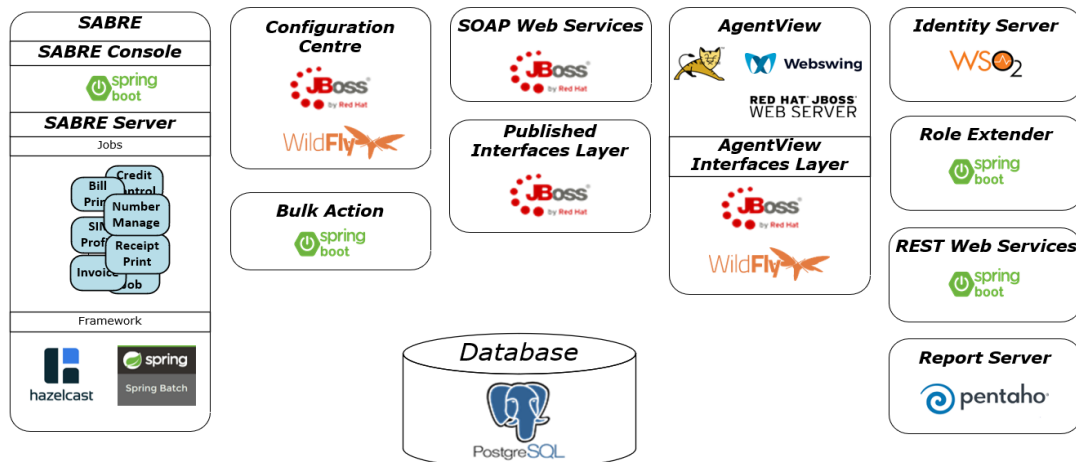 SABRE
SABRE Console
spring
boot
SABRE Server
Jobs
Credit
Control
Bill
Print
Number
Manage
SIM
Profile
Receipt
Print
Invoice
Job
Framework
hazelcast
spring
Spring Batch
Configuration
Centre
JBoss
by Red Hat
WildFly
Bulk Action
spring
boot
SOAP Web Services
JBoss
by Red Hat
Published
Interfaces Layer
JBoss
by Red Hat
Database
PostgreSQL
AgentView
Webswing
RED HAT JBOSS
WEB SERVER
AgentView
Interfaces Layer
JBoss
by Red Hat
WildFly
Identity Server
WSO2
Role Extender
spring
boot
REST Web Services
spring
boot
Report Server
pentaho